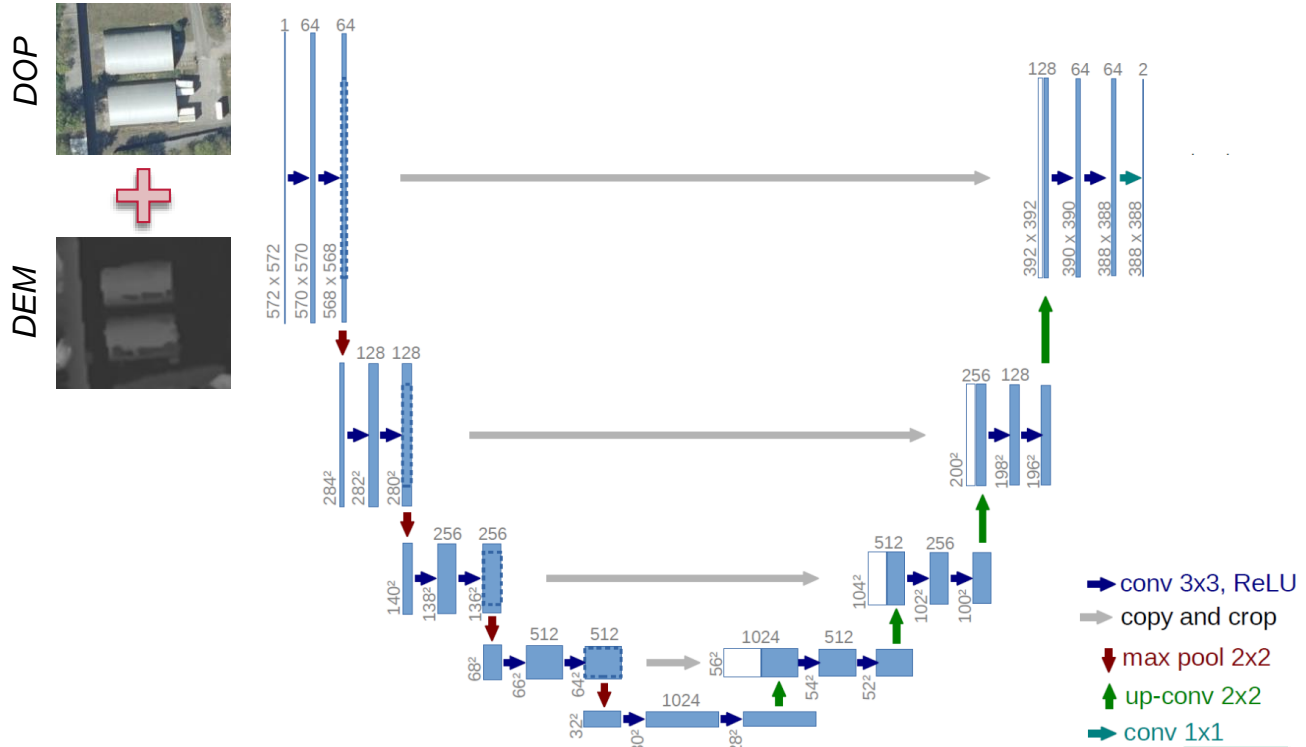 DOP
DEM
1 64 64
572 x 572
570 x 570
568 x 568
128 64 64 2
392 x 392
390 x 390
388 x 388
388 x 388
128 128
284²
282²
280²
256 128
200²
198²
196²
256 256
140²
138²
136²
512 256
104²
102²
100²
512 512
68²
66²
64²
1024 512
56²
54²
52²
1024
32²
conv 3x3, ReLU
copy and crop
max pool 2x2
up-conv 2x2
conv 1x1